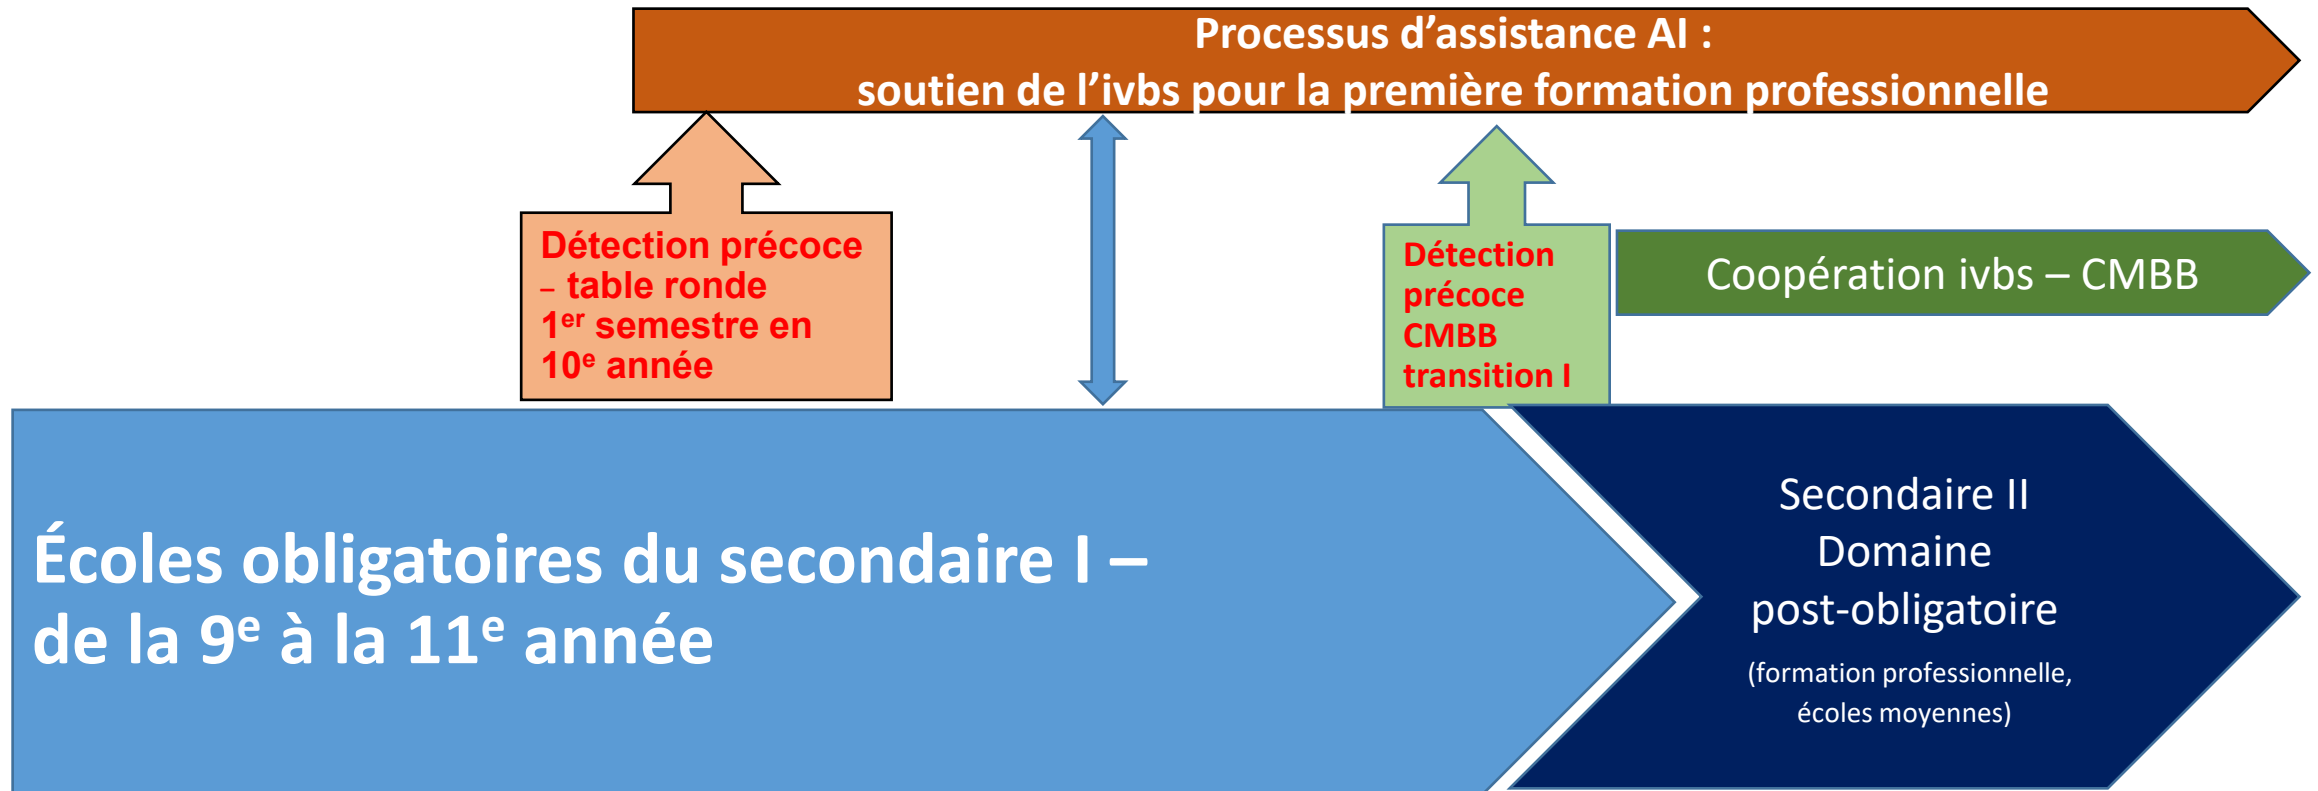 Processus d’assistance AI :
soutien de l’ivbs pour la première formation professionnelle
Détection précoce
– table ronde
1er semestre en
10e année
Détection
précoce
CMBB
transition I
Coopération ivbs – CMBB
Écoles obligatoires du secondaire I –
de la 9e à la 11e année
Secondaire II
Domaine
post-obligatoire
(formation professionnelle,
écoles moyennes)